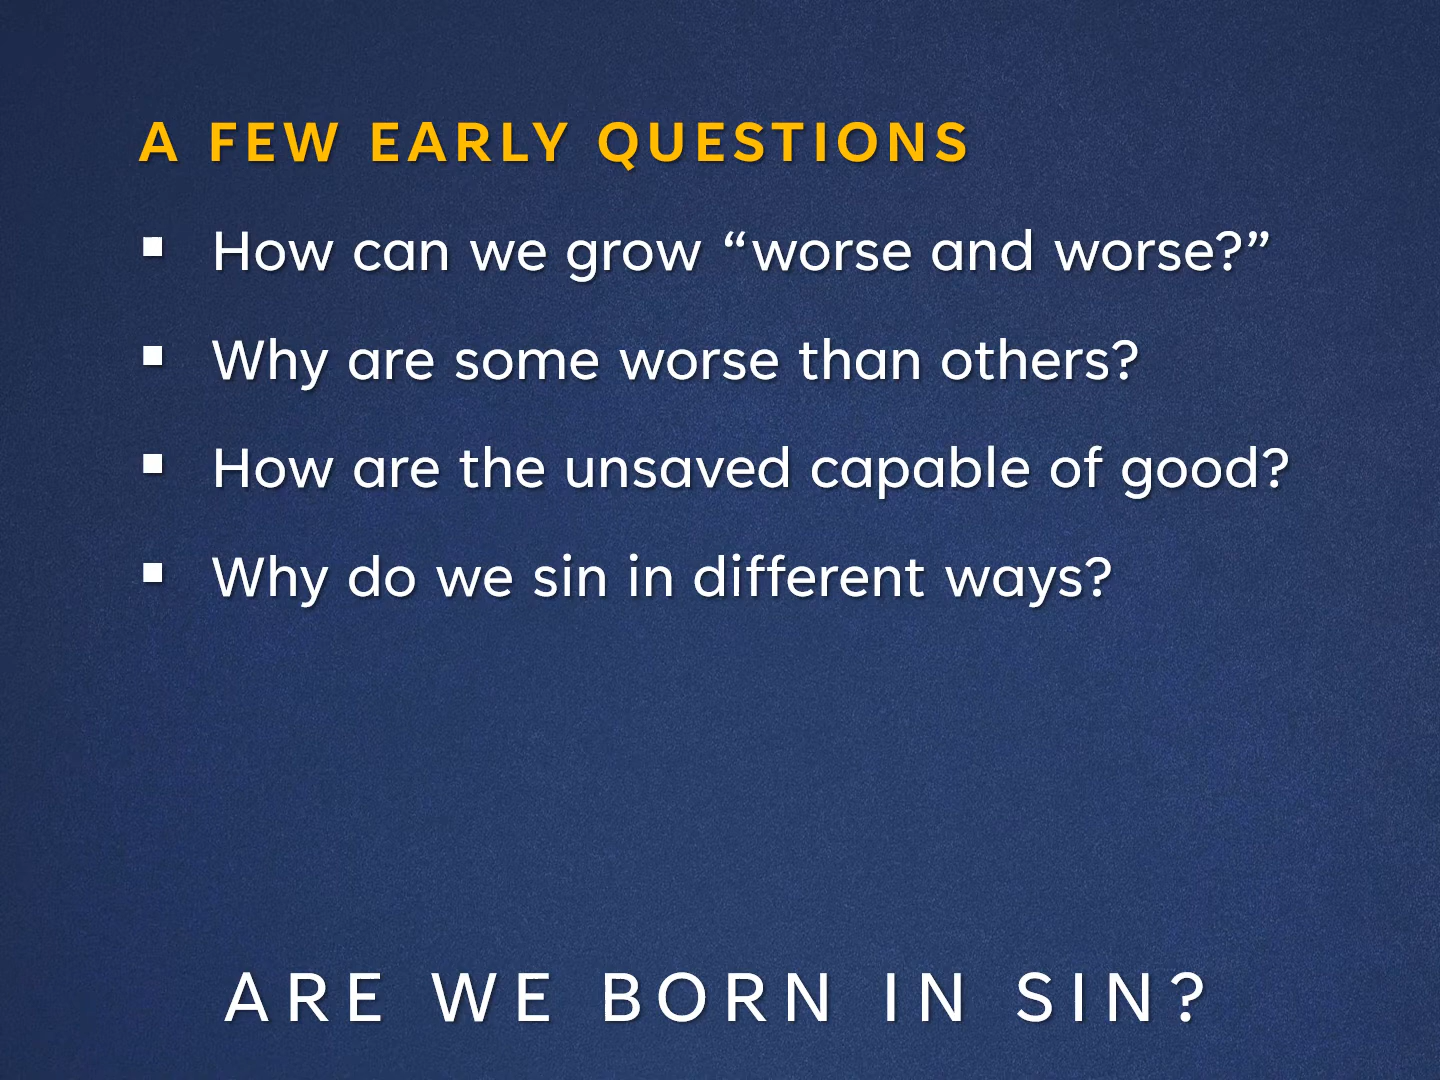 A FEW EARLY QUESTIONS
▪ How can we grow “worse and worse?”
▪ Why are some worse than others?
▪ How are the unsaved capable of good?
▪ Why do we sin in different ways?
ARE WE BORN IN SIN?